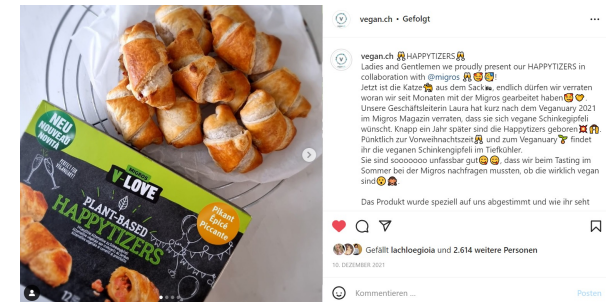 vegan.ch • Gefolgt
vegan.ch HAPPYTIZERS
Ladies and Gentlemen we proudly present our HAPPYTIZERS in
collaboration with @migros !
Jetzt ist die Katze aus dem Sack, endlich dürfen wir verraten
woran wir seit Monaten mit der Migros gearbeitet haben.
Unsere Geschäftsleiterin Laura hat kurz nach dem Veganuary 2021
im Migros Magazin verraten, dass sie sich vegane Schinkegipfeli
wünscht. Knapp ein Jahr später sind die Happytizers geboren.
Pünktlich zur Vorweihnachtszeit und zum Veganuary findet
ihr die veganen Schinkengipfeli im Tiefkühler.
Sie sind sooooooo unfassbar gut, dass wir beim Tasting im
Sommer bei der Migros nachfragen mussten, ob die wirklich vegan
sind.
Das Produkt wurde speziell auf uns abgestimmt und wie ihr seht
Gefällt lachloegioia und 2.614 weitere Personen
10. DEZEMBER 2021
Kommentieren ...
Posten
NEU
NOUVEAU
NOVITÀ
MIGROS
V-LOVE
PLANT-BASED
HAPPYTIZERS
Pikant
Épicé
Piccante
PERFECT FOR
VEGANUARY!